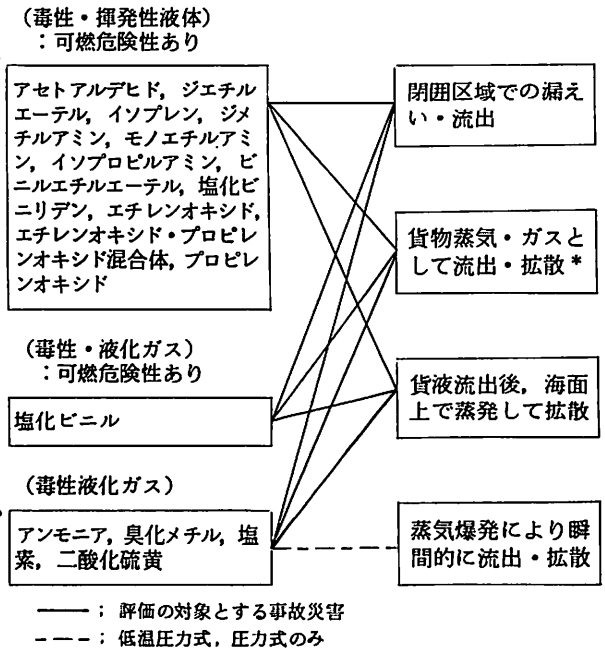 （毒性・揮発性液体）
：可燃危険性あり
アセトアルデヒド，ジエチル
エーテル，イソプレン，ジメ
チルアミン，モノエチルアミ
ン，イソプロピルアミン，ビ
ニルエチルエーテル，塩化ビ
ニリデン，エチレンオキシド，
エチレンオキシド・プロピレ
ンオキシド混合体，プロピレ
ンオキシド
（毒性・液化ガス）
：可燃危険性あり
塩化ビニル
（毒性液化ガス）
アンモニア，臭化メチル，塩
素，二酸化硫黄
閉囲区域での漏え
い・流出
貨物蒸気・ガスと
して流出・拡散*
貨液流出後，海面
上で蒸発して拡散
蒸気爆発により瞬
間的に流出・拡散
――――；評価の対象とする事故災害
－－－－；低温圧力式，圧力式のみ